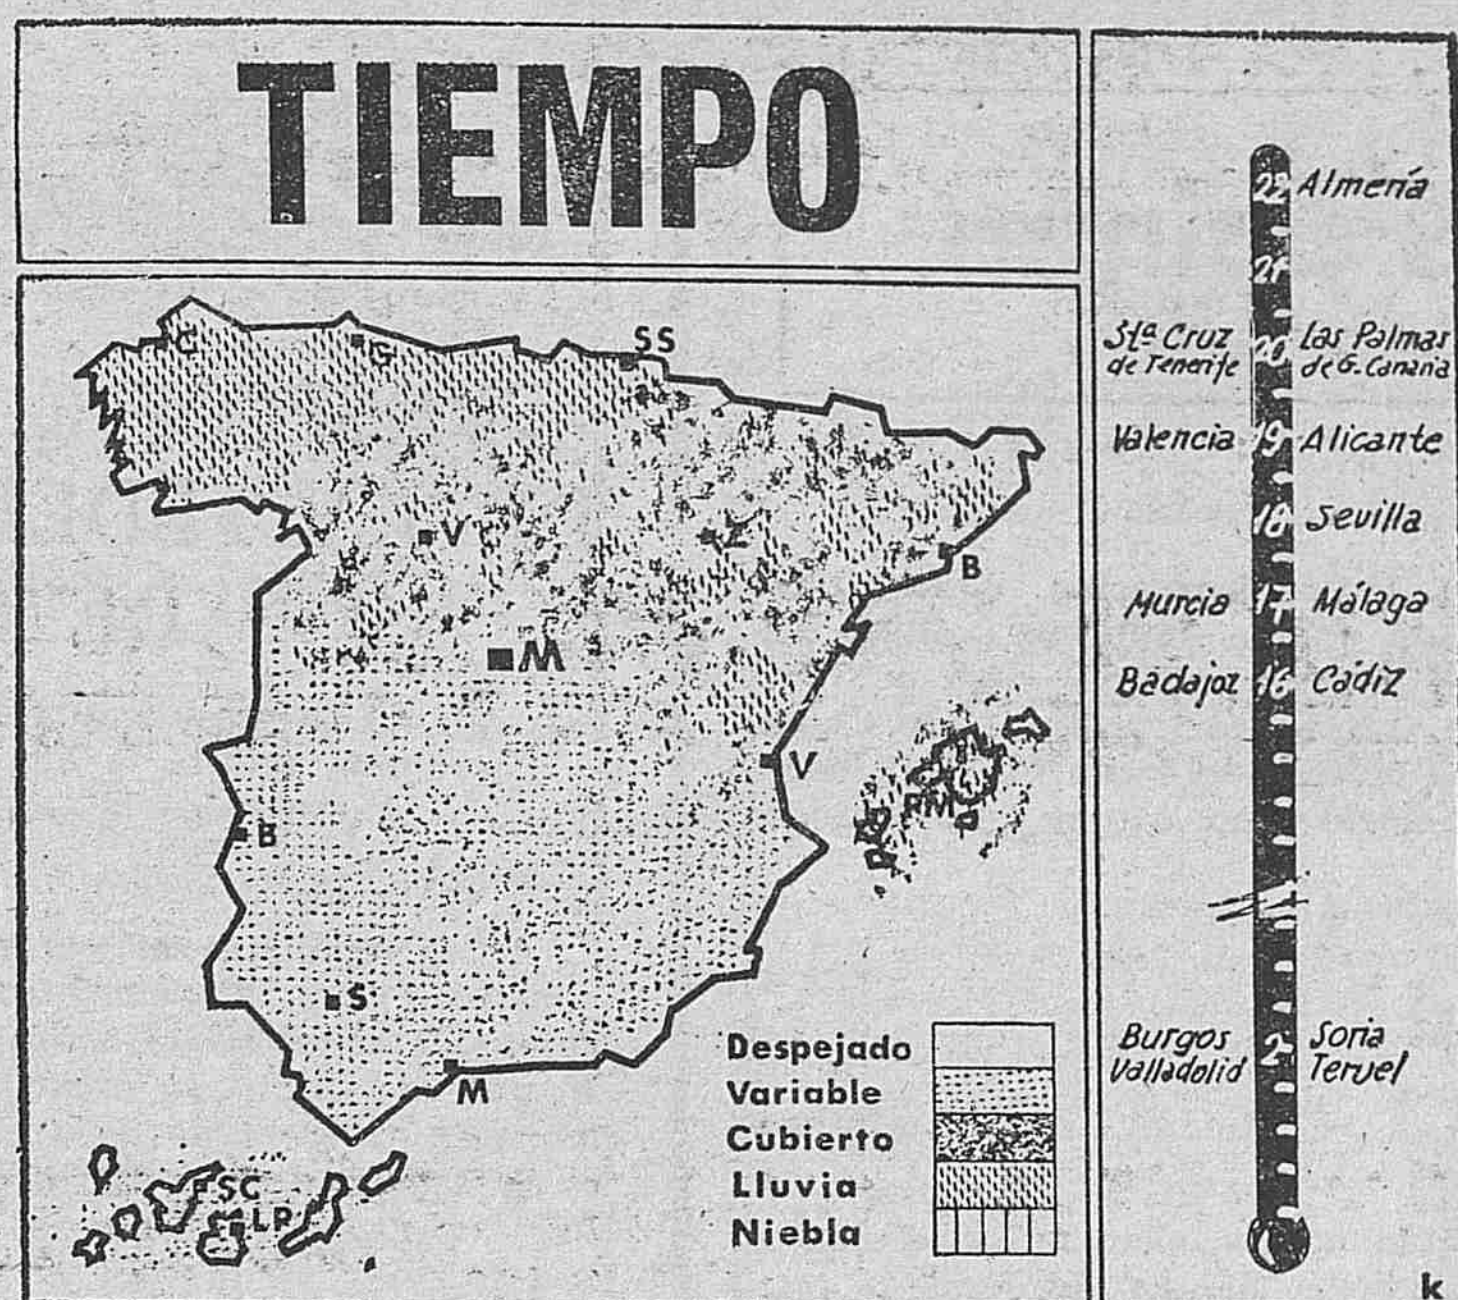 TIEMPO
C
G
SS
V
Z
B
M
V
PM
B
S
M
SC
LP
Despejado
Variable
Cubierto
Lluvia
Niebla
22 Almería
21
Sta Cruz 20 Las Palmas
de Tenerife de G. Canaria
Valencia 19 Alicante
18 Sevilla
Murcia 17 Málaga
Badajoz 16 Cádiz
Burgos 2 Soria
Valladolid Teruel
k